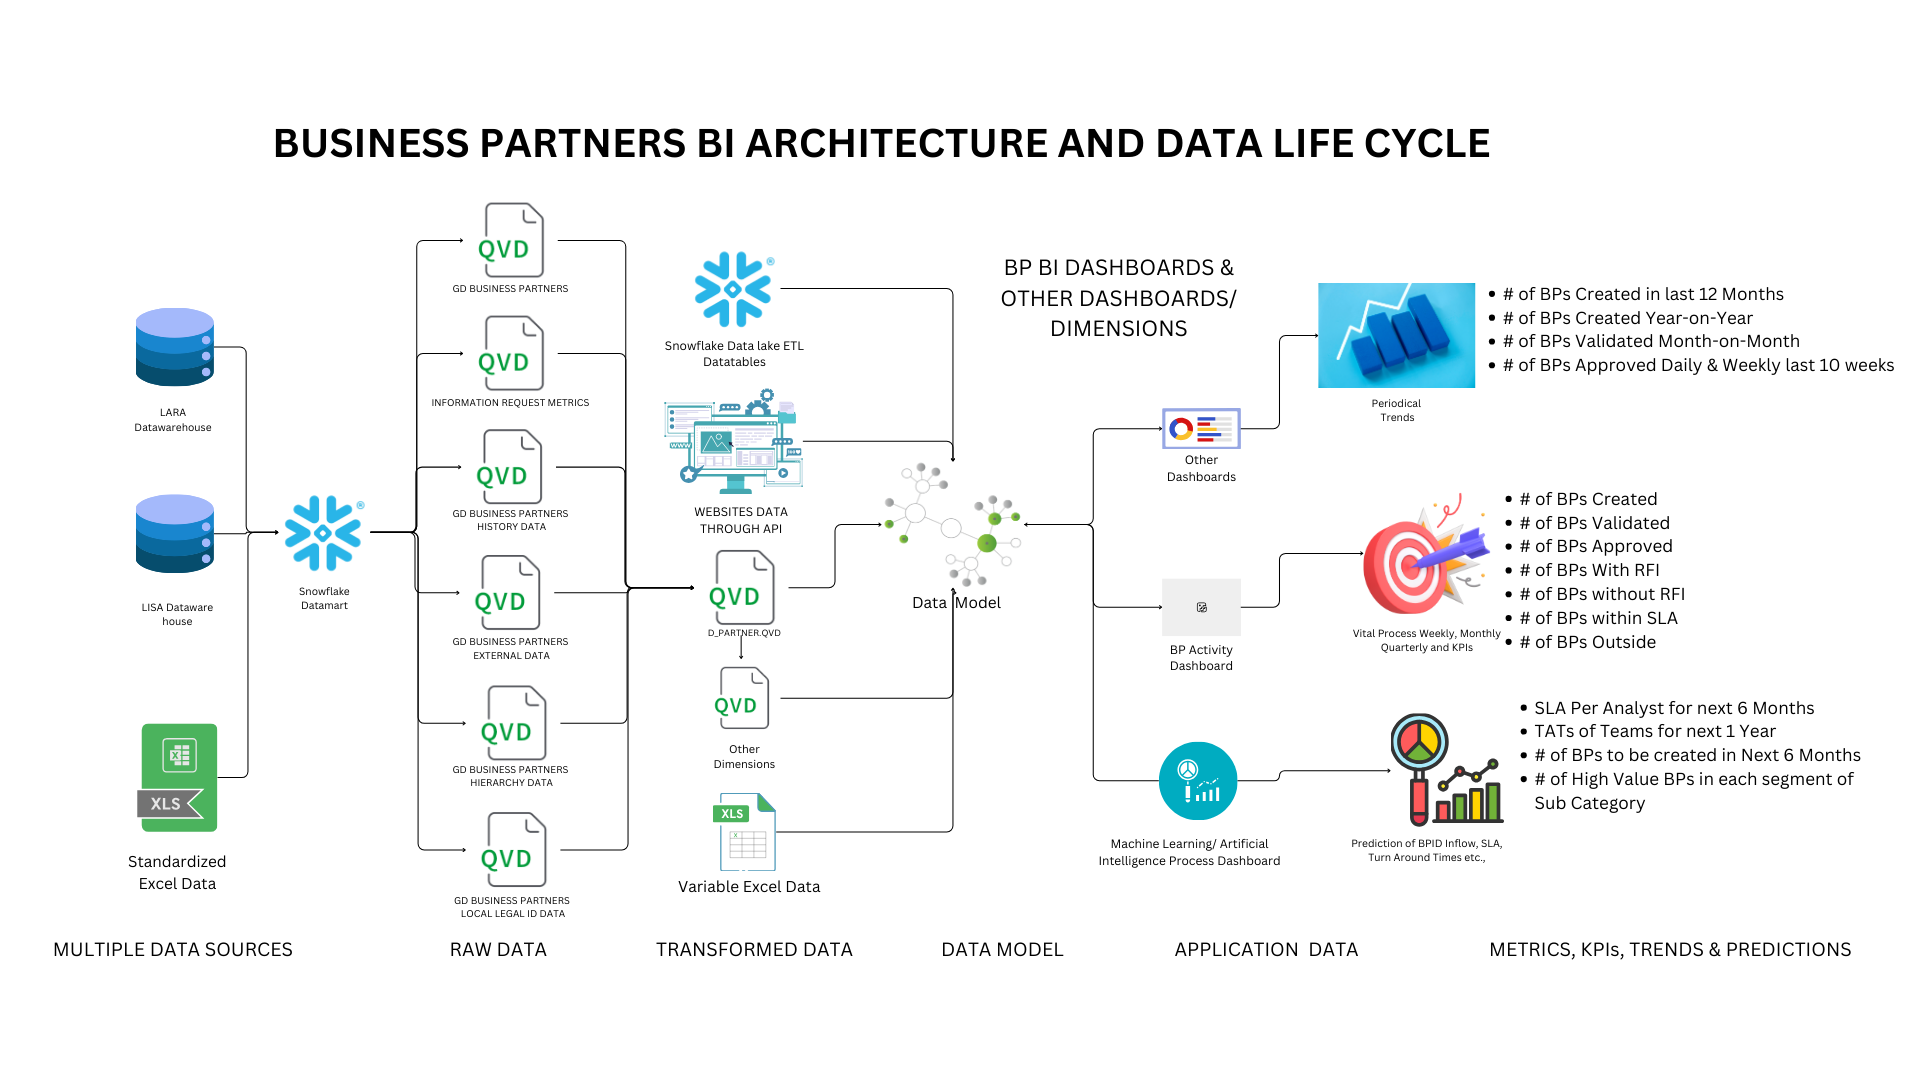 BUSINESS PARTNERS BI ARCHITECTURE AND DATA LIFE CYCLE
LARA
Datawarehouse
LISA Dataware
house
XLS
Standardized
Excel Data
Snowflake
Datamart
QVD
GD BUSINESS PARTNERS
QVD
INFORMATION REQUEST METRICS
QVD
GD BUSINESS PARTNERS
HISTORY DATA
QVD
GD BUSINESS PARTNERS
EXTERNAL DATA
QVD
GD BUSINESS PARTNERS
HIERARCHY DATA
QVD
GD BUSINESS PARTNERS
LOCAL LEGAL ID DATA
Snowflake Data lake ETL
Datatables
WWW
WEBSITES DATA
THROUGH API
QVD
D_PARTNER.QVD
QVD
Other
Dimensions
XLS
X
Variable Excel Data
Data Model
BP BI DASHBOARDS &
OTHER DASHBOARDS/
DIMENSIONS
Other
Dashboards
BP Activity
Dashboard
Machine Learning/ Artificial
Intelligence Process Dashboard
Periodical
Trends
• # of BPs Created in last 12 Months
• # of BPs Created Year-on-Year
• # of BPs Validated Month-on-Month
• # of BPs Approved Daily & Weekly last 10 weeks
Vital Process Weekly, Monthly
Quarterly and KPIs
• # of BPs Created
• # of BPs Validated
• # of BPs Approved
• # of BPs With RFI
• # of BPs without RFI
• # of BPs within SLA
• # of BPs Outside
Prediction of BPID Inflow, SLA,
Turn Around Times etc.,
• SLA Per Analyst for next 6 Months
• TATs of Teams for next 1 Year
• # of BPs to be created in Next 6 Months
• # of High Value BPs in each segment of
Sub Category
MULTIPLE DATA SOURCES
RAW DATA
TRANSFORMED DATA
DATA MODEL
APPLICATION DATA
METRICS, KPIs, TRENDS & PREDICTIONS